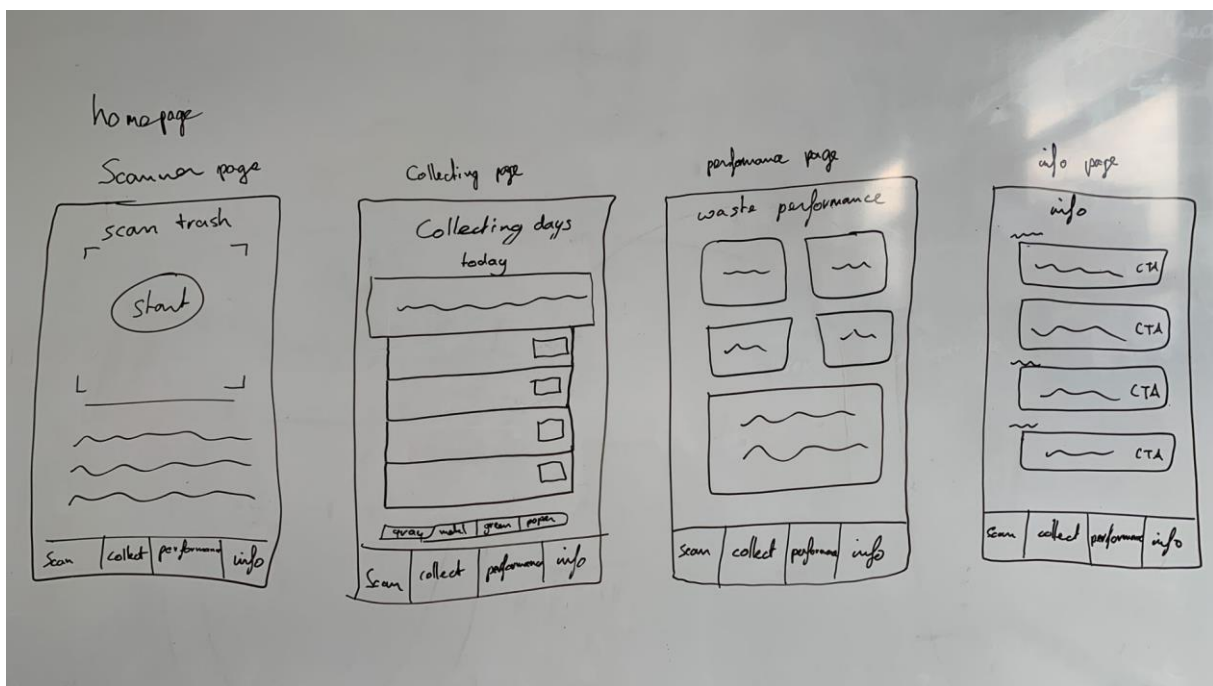 homepage
Scanner page
scan trash
start
Scan collect performance info
Collecting page
Collecting days
today
gray metal green paper
Scan collect performance info
performance page
waste performance
scan collect performance info
info page
info
CTA
CTA
CTA
CTA
scan collect performance info